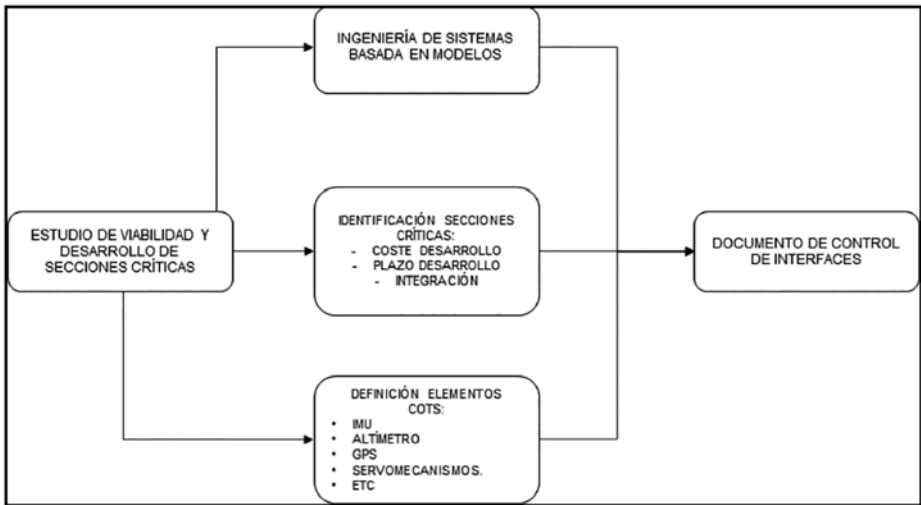 INGENIERÍA DE SISTEMAS
BASADA EN MODELOS
ESTUDIO DE VIABILIDAD Y
DESARROLLO DE
SECCIONES CRÍTICAS
IDENTIFICACIÓN SECCIONES
CRÍTICAS:
- COSTE DESARROLLO
- PLAZO DESARROLLO
- INTEGRACIÓN
DOCUMENTO DE CONTROL
DE INTERFACES
DEFINICIÓN ELEMENTOS
COTS:
• IMU
• ALTÍMETRO
• GPS
• SERVOMECANISMOS.
• ETC